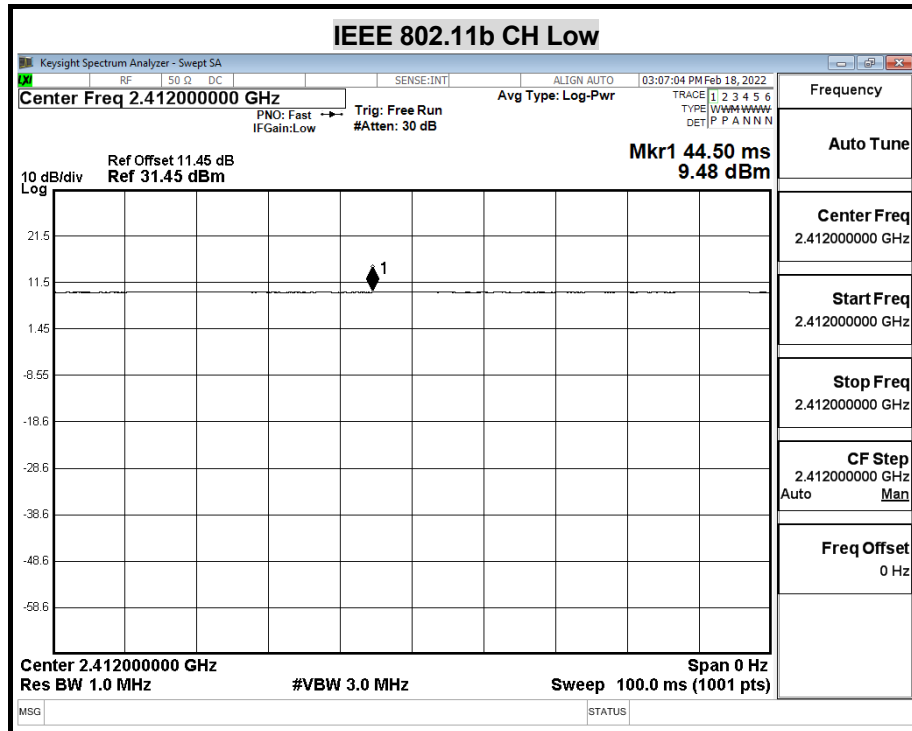 IEEE 802.11b CH Low
Keysight Spectrum Analyzer - Swept SA
LXI RF 50 Ω DC SENSE:INT ALIGN AUTO 03:07:04 PM Feb 18, 2022
Center Freq 2.412000000 GHz
PNO: Fast
IFGain:Low
Trig: Free Run
#Atten: 30 dB
Avg Type: Log-Pwr
TRACE 1 2 3 4 5 6
TYPE WWMWWWW
DET P P A N N N
Ref Offset 11.45 dB
10 dB/div Ref 31.45 dBm
Log
Mkr1 44.50 ms
9.48 dBm
21.5
11.5
1.45
-8.55
-18.6
-28.6
-38.6
-48.6
-58.6
1
Center 2.412000000 GHz Span 0 Hz
Res BW 1.0 MHz #VBW 3.0 MHz Sweep 100.0 ms (1001 pts)
MSG STATUS
Frequency
Auto Tune
Center Freq
2.412000000 GHz
Start Freq
2.412000000 GHz
Stop Freq
2.412000000 GHz
CF Step
2.412000000 GHz
Auto Man
Freq Offset
0 Hz